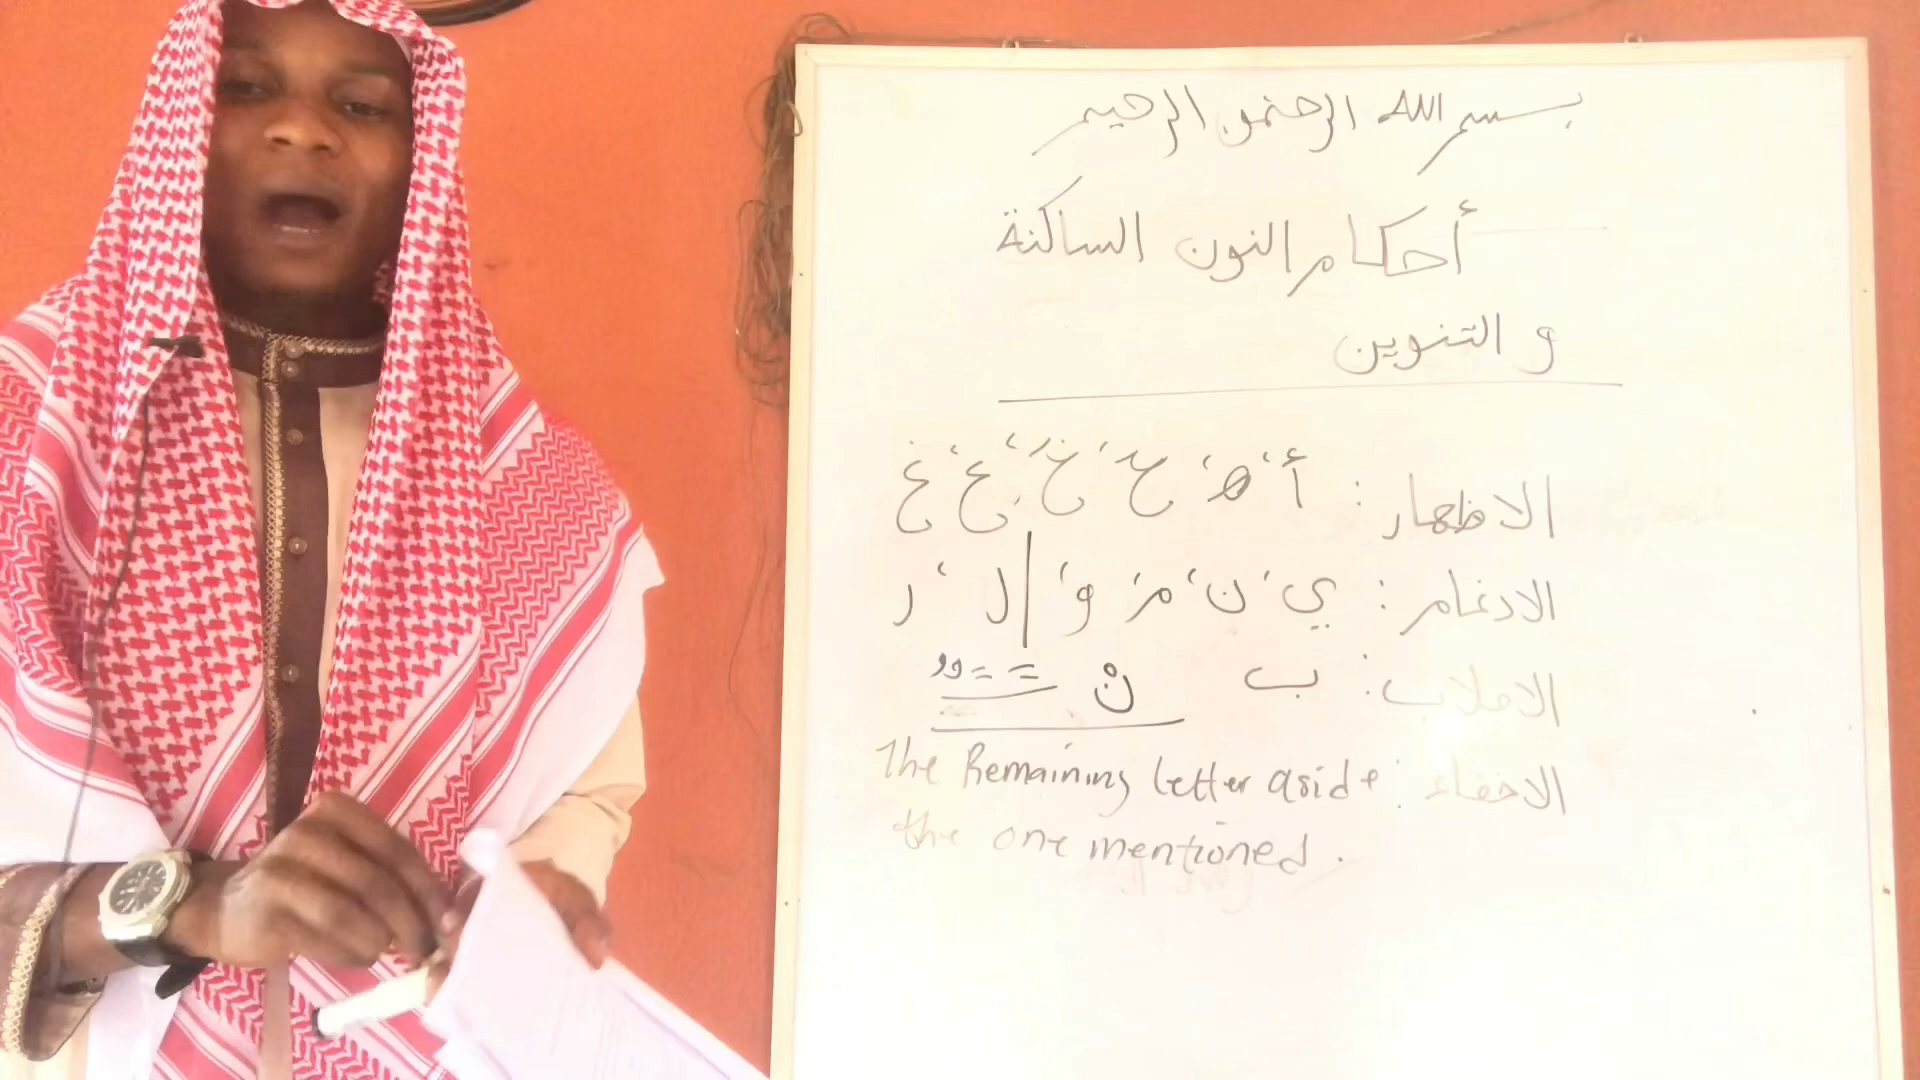 بسم الله الرحمن الرحيم
أحكام النون الساكنة
و التنوين
الاظهار: أ، ه، ح، خ، ع، غ
الادغام: ي، ن، م، و، | ل، ر
الاقلاب: ب نْ
الاخفاء: The Remaining letter aside
the one mentioned.